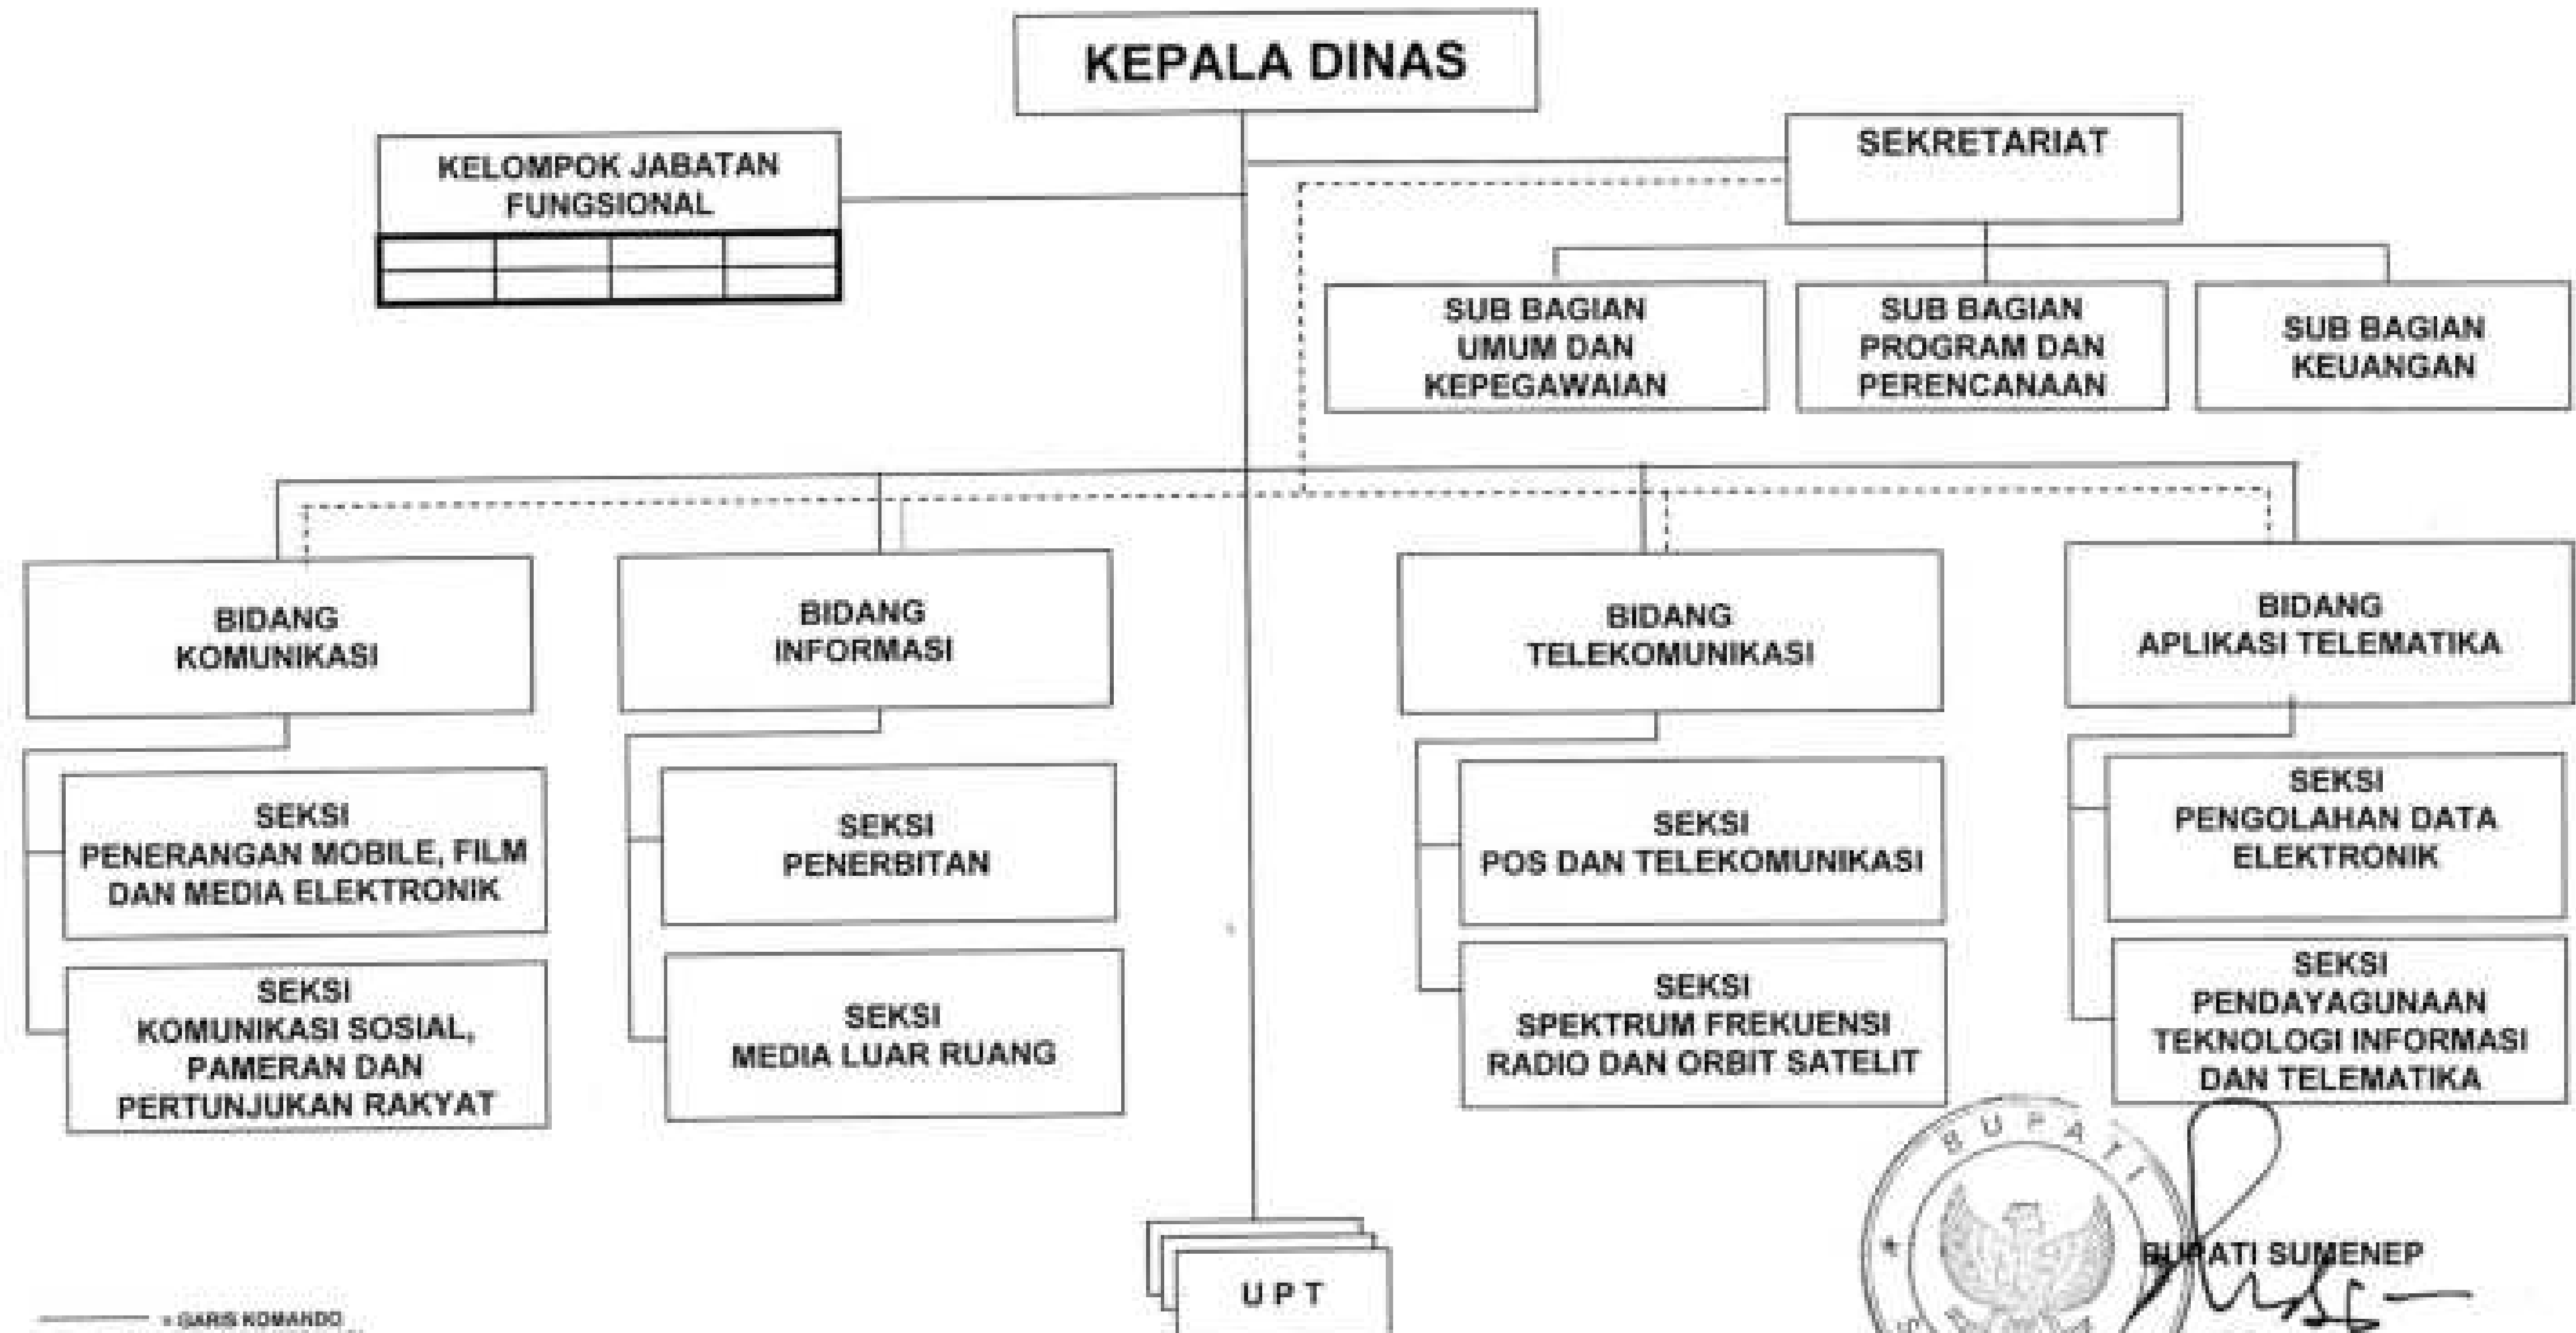 KEPALA DINAS
KELOMPOK JABATAN
FUNGSIONAL
SEKRETARIAT
SUB BAGIAN
UMUM DAN
KEPEGAWAIAN
SUB BAGIAN
PROGRAM DAN
PERENCANAAN
SUB BAGIAN
KEUANGAN
BIDANG
KOMUNIKASI
BIDANG
INFORMASI
BIDANG
TELEKOMUNIKASI
BIDANG
APLIKASI TELEMATIKA
SEKSI
PENERANGAN MOBILE, FILM
DAN MEDIA ELEKTRONIK
SEKSI
PENERBITAN
SEKSI
POS DAN TELEKOMUNIKASI
SEKSI
PENGOLAHAN DATA
ELEKTRONIK
SEKSI
KOMUNIKASI SOSIAL,
PAMERAN DAN
PERTUNJUKAN RAKYAT
SEKSI
MEDIA LUAR RUANG
SEKSI
SPEKTRUM FREKUENSI
RADIO DAN ORBIT SATELIT
SEKSI
PENDAYAGUNAAN
TEKNOLOGI INFORMASI
DAN TELEMATIKA
U P T
BUPATI
BUPATI SUMENEP
= GARIS KOMANDO